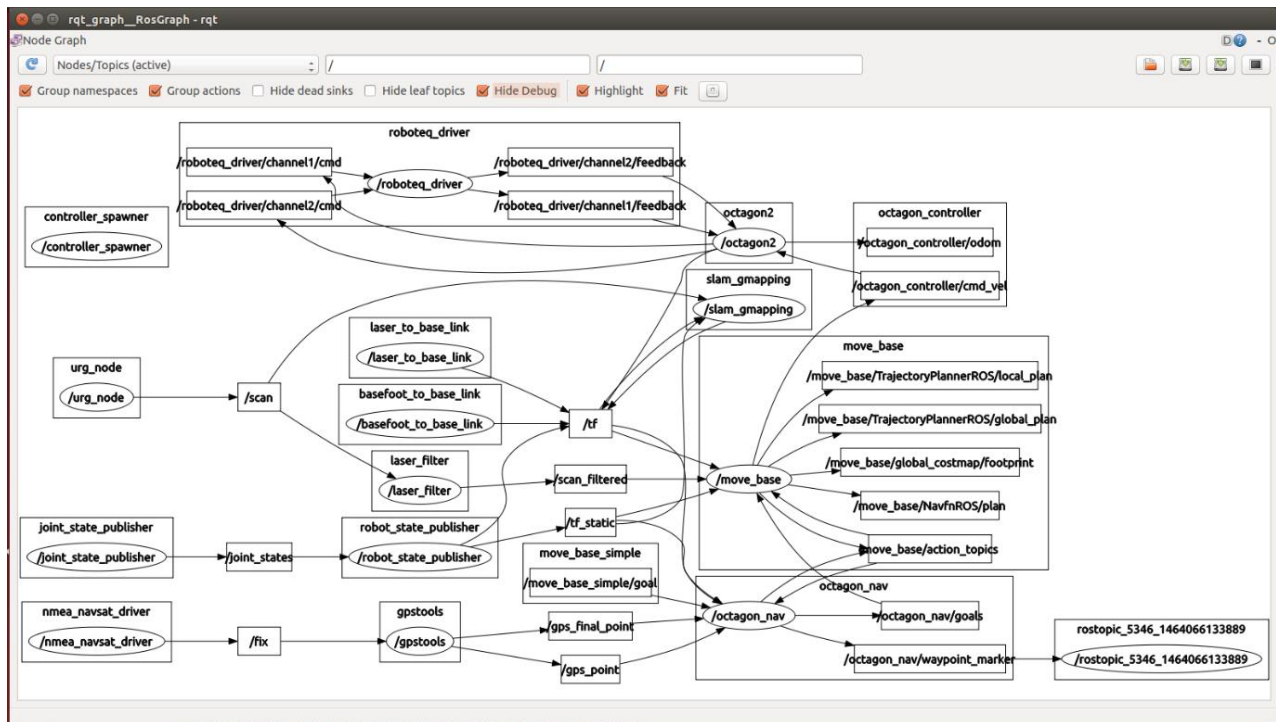 rqt_graph__RosGraph - rqt
Node Graph
D
- O
Nodes/Topics (active)
/
/
Group namespaces
Group actions
Hide dead sinks
Hide leaf topics
Hide Debug
Highlight
Fit
roboteq_driver
/roboteq_driver/channel1/cmd
/roboteq_driver/channel2/feedback
/roboteq_driver
/roboteq_driver/channel2/cmd
/roboteq_driver/channel1/feedback
controller_spawner
/controller_spawner
octagon2
/octagon2
octagon_controller
/octagon_controller/odom
/octagon_controller/cmd_vel
slam_gmapping
/slam_gmapping
laser_to_base_link
/laser_to_base_link
move_base
urg_node
/urg_node
/scan
basefoot_to_base_link
/basefoot_to_base_link
/tf
/move_base/TrajectoryPlannerROS/local_plan
/move_base/TrajectoryPlannerROS/global_plan
laser_filter
/laser_filter
/scan_filtered
/move_base
/move_base/global_costmap/footprint
/move_base/NavfnROS/plan
joint_state_publisher
/joint_state_publisher
/joint_states
robot_state_publisher
/robot_state_publisher
/tf_static
move_base/action_topics
move_base_simple
/move_base_simple/goal
octagon_nav
/octagon_nav
/octagon_nav/goals
/octagon_nav/waypoint_marker
nmea_navsat_driver
/nmea_navsat_driver
/fix
gpstools
/gpstools
/gps_final_point
/gps_point
rostopic_5346_1464066133889
/rostopic_5346_1464066133889